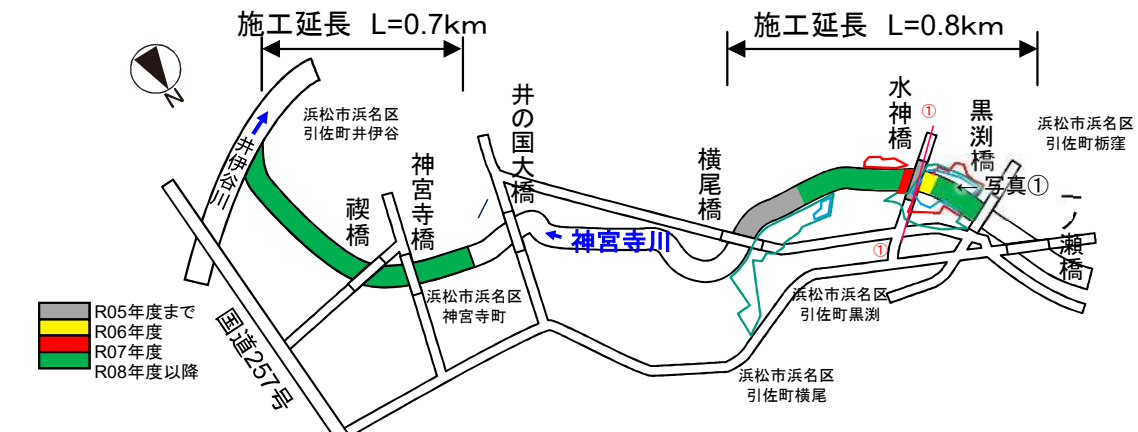 施工延長 L=0.7km
施工延長 L=0.8km
N
浜松市浜名区
引佐町井伊谷
井伊谷川
禊橋
神宮寺橋
井の国大橋
横尾橋
水神橋
①
黒渕橋
浜松市浜名区
引佐町栃窪
← 写真①
一ノ瀬橋
← 神宮寺川
①
浜松市浜名区
神宮寺町
浜松市浜名区
引佐町黒渕
浜松市浜名区
引佐町横尾
国道257号
R05年度まで
R06年度
R07年度
R08年度以降